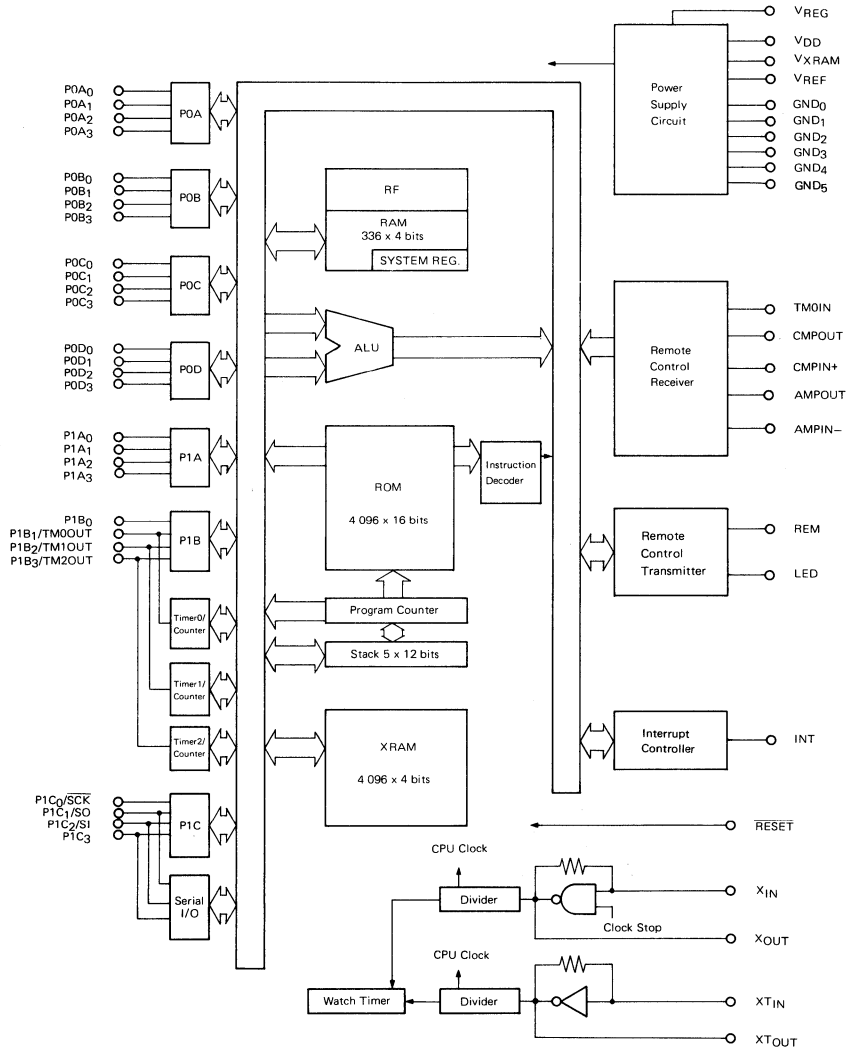 VREG
VDD
VXRAM
VREF
GND0
GND1
GND2
GND3
GND4
GND5
Power
Supply
Circuit
P0A0
P0A1
P0A2
P0A3
P0A
P0B0
P0B1
P0B2
P0B3
P0B
P0C0
P0C1
P0C2
P0C3
P0C
P0D0
P0D1
P0D2
P0D3
P0D
P1A0
P1A1
P1A2
P1A3
P1A
P1B0
P1B1/TM0OUT
P1B2/TM1OUT
P1B3/TM2OUT
P1B
Timer0/
Counter
Timer1/
Counter
Timer2/
Counter
P1C0/SCK
P1C1/SO
P1C2/SI
P1C3
P1C
Serial
I/O
RF
RAM
336 x 4 bits
SYSTEM REG.
ALU
ROM
4 096 x 16 bits
Instruction
Decoder
Program Counter
Stack 5 x 12 bits
XRAM
4 096 x 4 bits
Remote
Control
Receiver
TM0IN
CMPOUT
CMPIN+
AMPOUT
AMPIN−
Remote
Control
Transmitter
REM
LED
Interrupt
Controller
INT
RESET
CPU Clock
Divider
Clock Stop
XIN
XOUT
CPU Clock
Watch Timer
Divider
XTIN
XTOUT